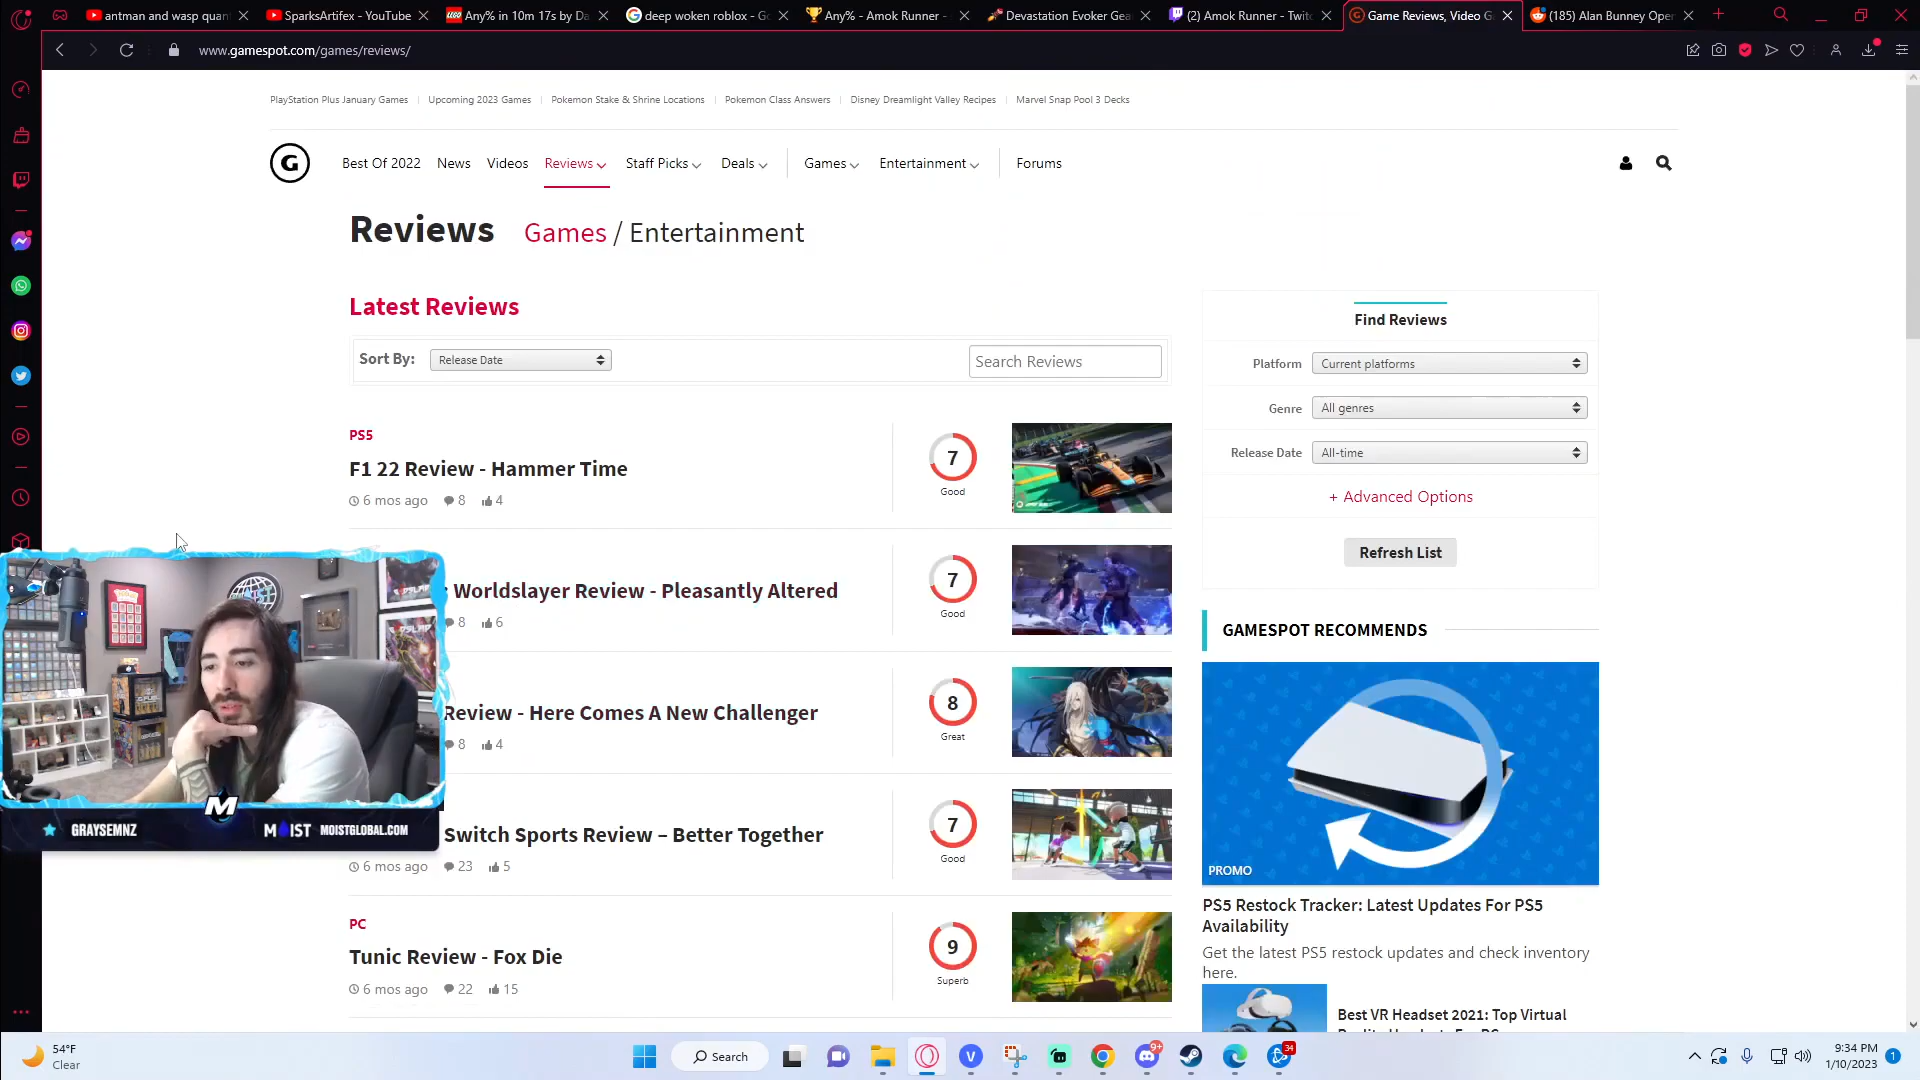 antman and wasp quan
SparksArtifex - YouTube
Any% in 10m 17s by Da
deep woken roblox - Go
Any% - Amok Runner -
Devastation Evoker Gea
(2) Amok Runner - Twitc
Game Reviews, Video G
(185) Alan Bunney Oper
www.gamespot.com/games/reviews/
PlayStation Plus January Games
Upcoming 2023 Games
Pokemon Stake & Shrine Locations
Pokemon Class Answers
Disney Dreamlight Valley Recipes
Marvel Snap Pool 3 Decks
G
Best Of 2022
News
Videos
Reviews
Staff Picks
Deals
Games
Entertainment
Forums
Reviews Games / Entertainment
Latest Reviews
Sort By: Release Date
Search Reviews
PS5
F1 22 Review - Hammer Time
6 mos ago 8 4
7
Good
Worldslayer Review - Pleasantly Altered
8 6
7
Good
Review - Here Comes A New Challenger
8 4
8
Great
Switch Sports Review – Better Together
6 mos ago 23 5
7
Good
PC
Tunic Review - Fox Die
6 mos ago 22 15
9
Superb
Find Reviews
Platform Current platforms
Genre All genres
Release Date All-time
+ Advanced Options
Refresh List
GAMESPOT RECOMMENDS
PROMO
PS5 Restock Tracker: Latest Updates For PS5
Availability
Get the latest PS5 restock updates and check inventory
here.
Best VR Headset 2021: Top Virtual
M
GRAYSEMNZ
MOIST
MOISTGLOBAL.COM
54°F
Clear
Search
9+
34
9:34 PM
1/10/2023
1